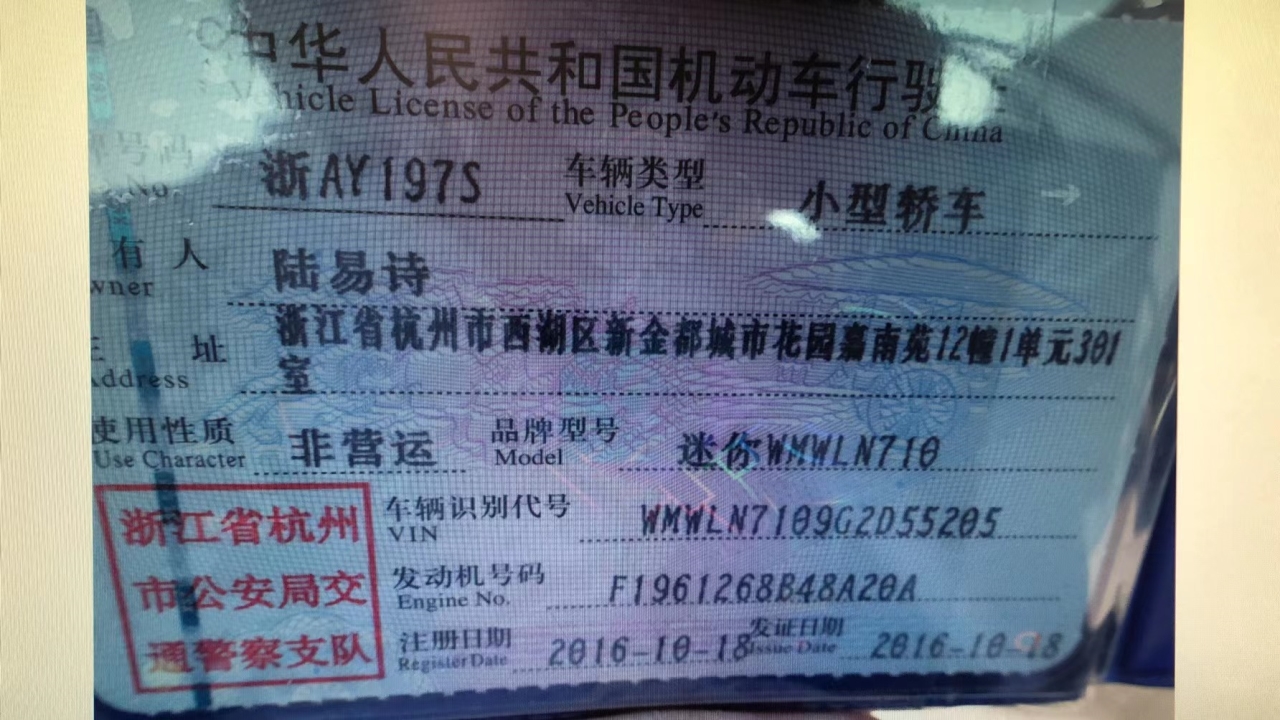 中华人民共和国机动车行驶
Vehicle License of the People's Republic of China
号码 浙AY197S 车辆类型 小型轿车
No. Vehicle Type
有人 陆易诗
wner
址 浙江省杭州市西湖区新金都城市花园嘉南苑12幢1单元301
Address 室
使用性质 非营运 品牌型号 迷你WMWLN710
Use Character Model
浙江省杭州 车辆识别代号 WMWLN7109G2D55205
VIN
市公安局交 发动机号码 F1961268B48A20A
Engine No.
通警察支队 注册日期 2016-10-18 发证日期 2016-10-18
Register Date Issue Date